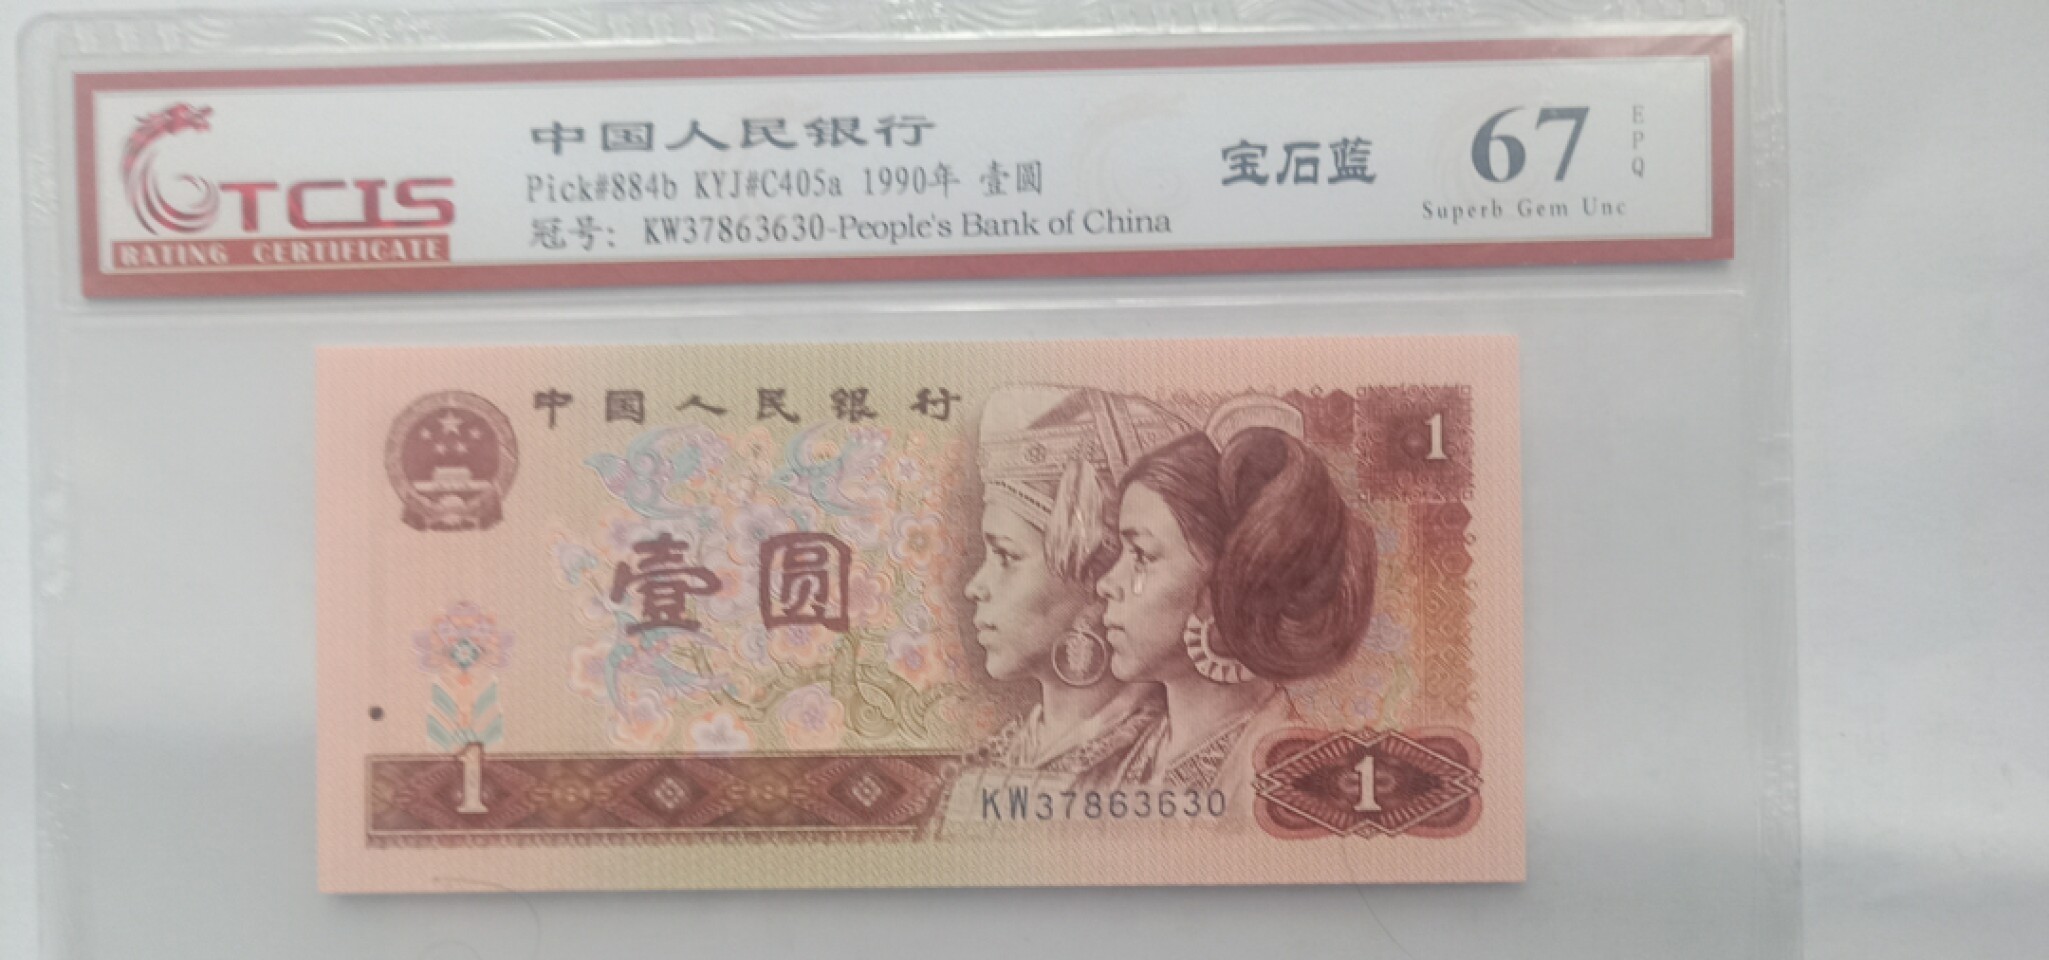 TCIS
RATING CERTIFICATE
中国人民银行
Pick#884b KYJ#C405a 1990年 壹圆
冠号: KW37863630-People's Bank of China
宝石蓝
67
EPQ
Superb Gem Unc
中国人民银行
1
壹圆
1
KW37863630
1